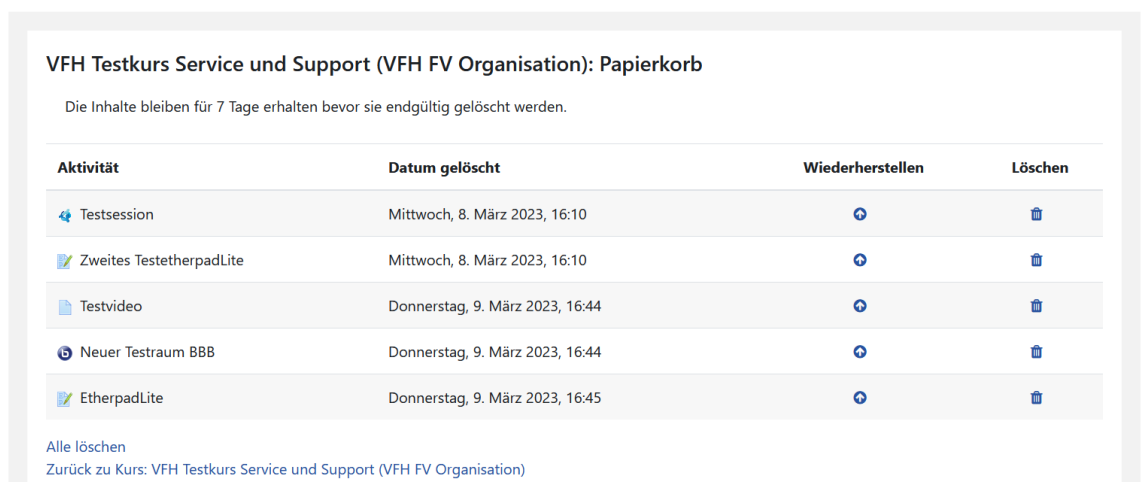 VFH Testkurs Service und Support (VFH FV Organisation): Papierkorb
Die Inhalte bleiben für 7 Tage erhalten bevor sie endgültig gelöscht werden.
Aktivität Datum gelöscht Wiederherstellen Löschen
Testsession Mittwoch, 8. März 2023, 16:10
Zweites TestetherpadLite Mittwoch, 8. März 2023, 16:10
Testvideo Donnerstag, 9. März 2023, 16:44
Neuer Testraum BBB Donnerstag, 9. März 2023, 16:44
EtherpadLite Donnerstag, 9. März 2023, 16:45
Alle löschen
Zurück zu Kurs: VFH Testkurs Service und Support (VFH FV Organisation)